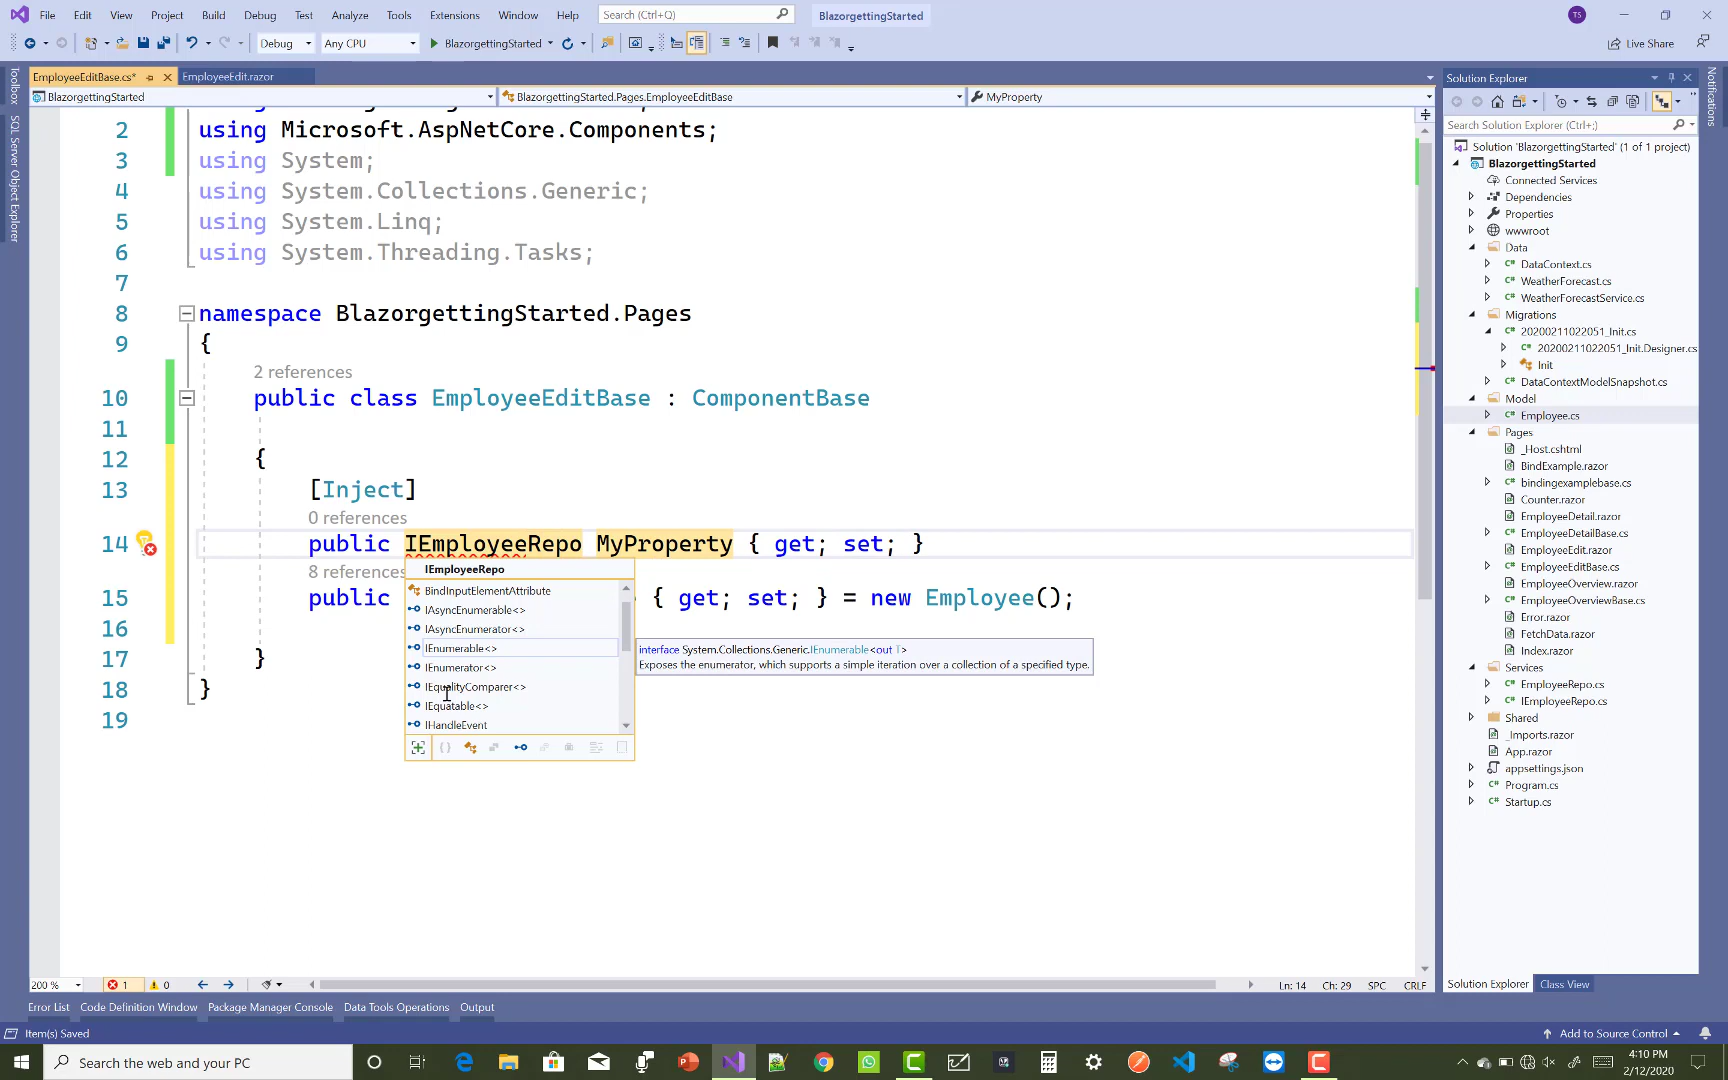 File Edit View Project Build Debug Test Analyze Tools Extensions Window Help Search (Ctrl+Q) BlazorgettingStarted TS
Debug Any CPU BlazorgettingStarted Live Share
EmployeeEditBase.cs* EmployeeEdit.razor
BlazorgettingStarted BlazorgettingStarted.Pages.EmployeeEditBase MyProperty
Toolbox
SQL Server Object Explorer
2 using Microsoft.AspNetCore.Components;
3 using System;
4 using System.Collections.Generic;
5 using System.Linq;
6 using System.Threading.Tasks;
7
8 namespace BlazorgettingStarted.Pages
9 {
2 references
10 public class EmployeeEditBase : ComponentBase
11
12 {
13 [Inject]
0 references
14 public IEmployeeRepo MyProperty { get; set; }
8 references
15 public { get; set; } = new Employee();
16
17 }
18 }
19
IEmployeeRepo
BindInputElementAttribute
IAsyncEnumerable<>
IAsyncEnumerator<>
IEnumerable<>
IEnumerator<>
IEqualityComparer<>
IEquatable<>
IHandleEvent
interface System.Collections.Generic.IEnumerable<out T>
Exposes the enumerator, which supports a simple iteration over a collection of a specified type.
200 % 1 0 Ln: 14 Ch: 29 SPC CRLF
Error List Code Definition Window Package Manager Console Data Tools Operations Output
Item(s) Saved Add to Source Control
Solution Explorer
Search Solution Explorer (Ctrl+;)
Solution 'BlazorgettingStarted' (1 of 1 project)
BlazorgettingStarted
Connected Services
Dependencies
Properties
wwwroot
Data
DataContext.cs
WeatherForecast.cs
WeatherForecastService.cs
Migrations
20200211022051_Init.cs
20200211022051_Init.Designer.cs
Init
DataContextModelSnapshot.cs
Model
Employee.cs
Pages
_Host.cshtml
BindExample.razor
bindingexamplebase.cs
Counter.razor
EmployeeDetail.razor
EmployeeDetailBase.cs
EmployeeEdit.razor
EmployeeEditBase.cs
EmployeeOverview.razor
EmployeeOverviewBase.cs
Error.razor
FetchData.razor
Index.razor
Services
EmployeeRepo.cs
IEmployeeRepo.cs
Shared
_Imports.razor
App.razor
appsettings.json
Program.cs
Startup.cs
Solution Explorer Class View
Notifications
Search the web and your PC
4:10 PM
2/12/2020